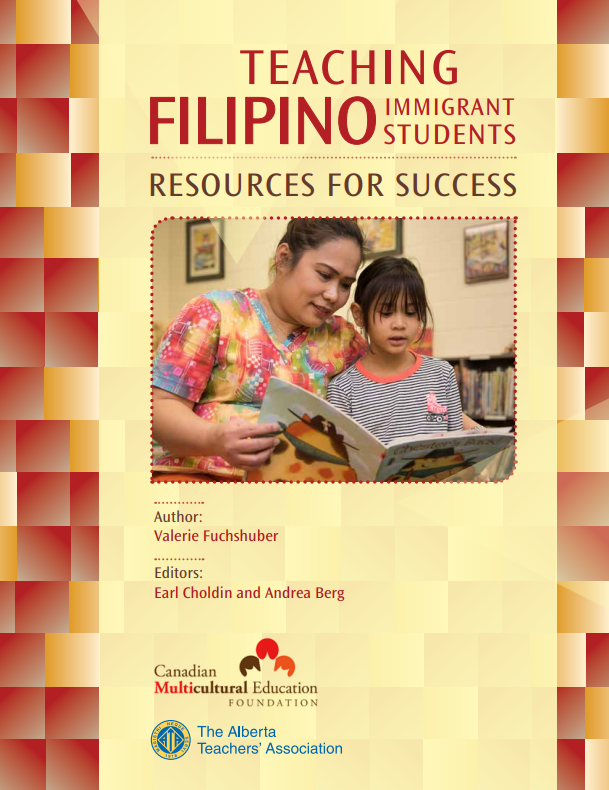 TEACHING
FILIPINO IMMIGRANT
STUDENTS
RESOURCES FOR SUCCESS
Author:
Valerie Fuchshuber
Editors:
Earl Choldin and Andrea Berg
Canadian
Multicultural Education
FOUNDATION
The Alberta
Teachers' Association